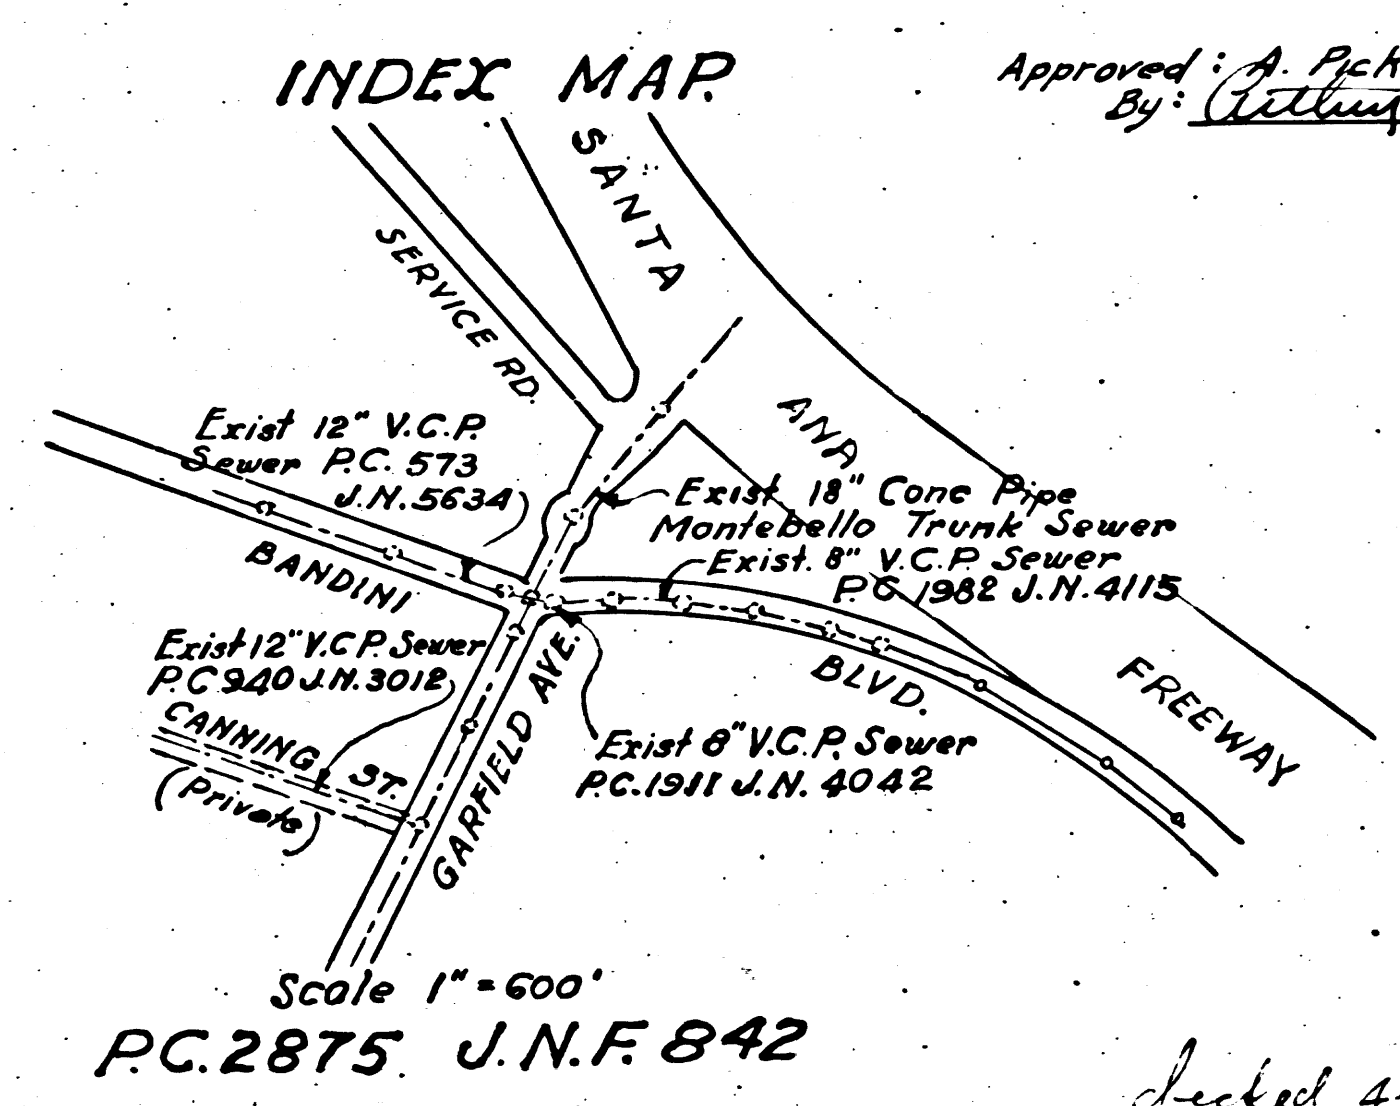 INDEX MAP.
Approved: A. Pick
By:
SANTA
ANA
FREEWAY
SERVICE RD.
Exist 12" V.C.P.
Sewer P.C. 573
J.N. 5634
Exist 18" Conc Pipe
Montebello Trunk Sewer
Exist. 8" V.C.P. Sewer
P.C 1982 J.N. 4115
BANDINI
BLVD.
Exist 12" V.C.P. Sewer
P.C 940 J.N. 3012
CANNING ST.
(Private)
GARFIELD AVE.
Exist 8" V.C.P. Sewer
P.C. 1911 J.N. 4042
Scale 1" = 600'
P.C. 2875 J.N.F. 842
checked 4-